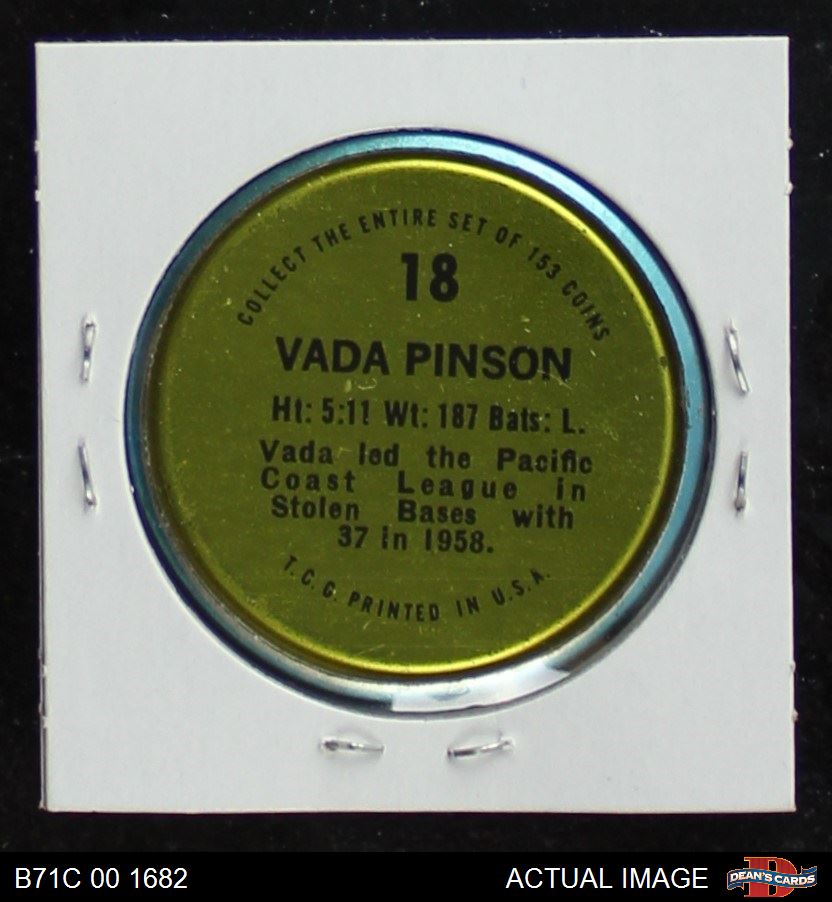 COLLECT THE ENTIRE SET OF 153 COINS
18
VADA PINSON
Ht: 5:11 Wt: 187 Bats: L.
Vada led the Pacific
Coast League in
Stolen Bases with
37 in 1958.
T.C.G. PRINTED IN U.S.A.
B71C 00 1682
ACTUAL IMAGE
D
DEAN'S CARDS